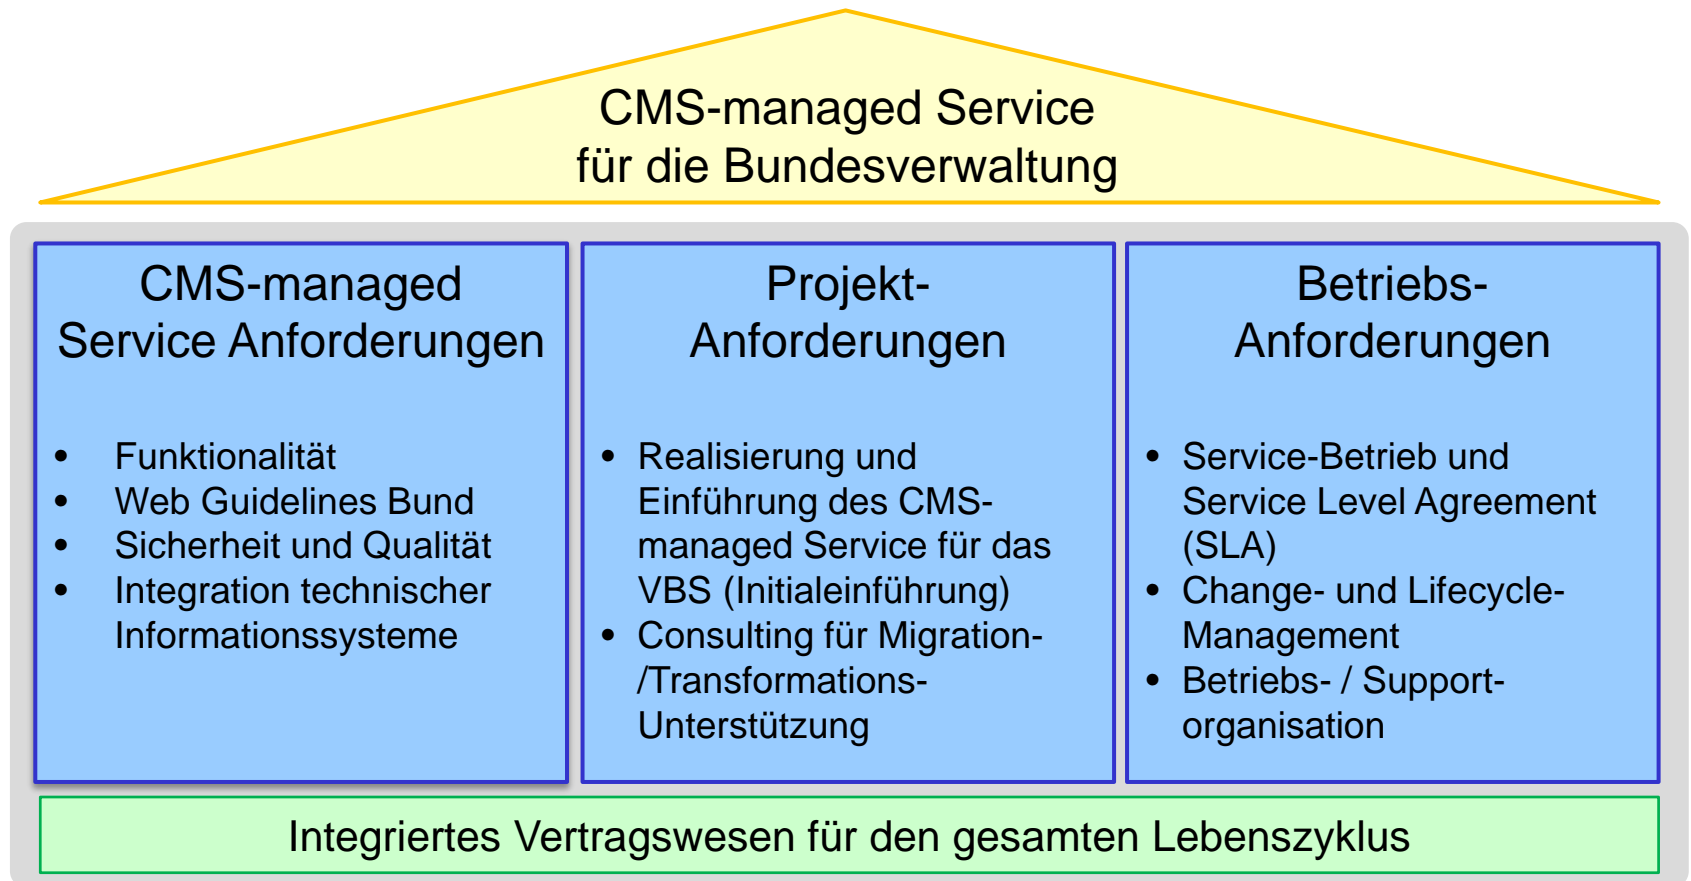 CMS-managed Service
für die Bundesverwaltung
CMS-managed
Service Anforderungen
• Funktionalität
• Web Guidelines Bund
• Sicherheit und Qualität
• Integration technischer
Informationssysteme
Projekt-
Anforderungen
• Realisierung und
Einführung des CMS-
managed Service für das
VBS (Initialeinführung)
• Consulting für Migration-
/Transformations-
Unterstützung
Betriebs-
Anforderungen
• Service-Betrieb und
Service Level Agreement
(SLA)
• Change- und Lifecycle-
Management
• Betriebs- / Support-
organisation
Integriertes Vertragswesen für den gesamten Lebenszyklus